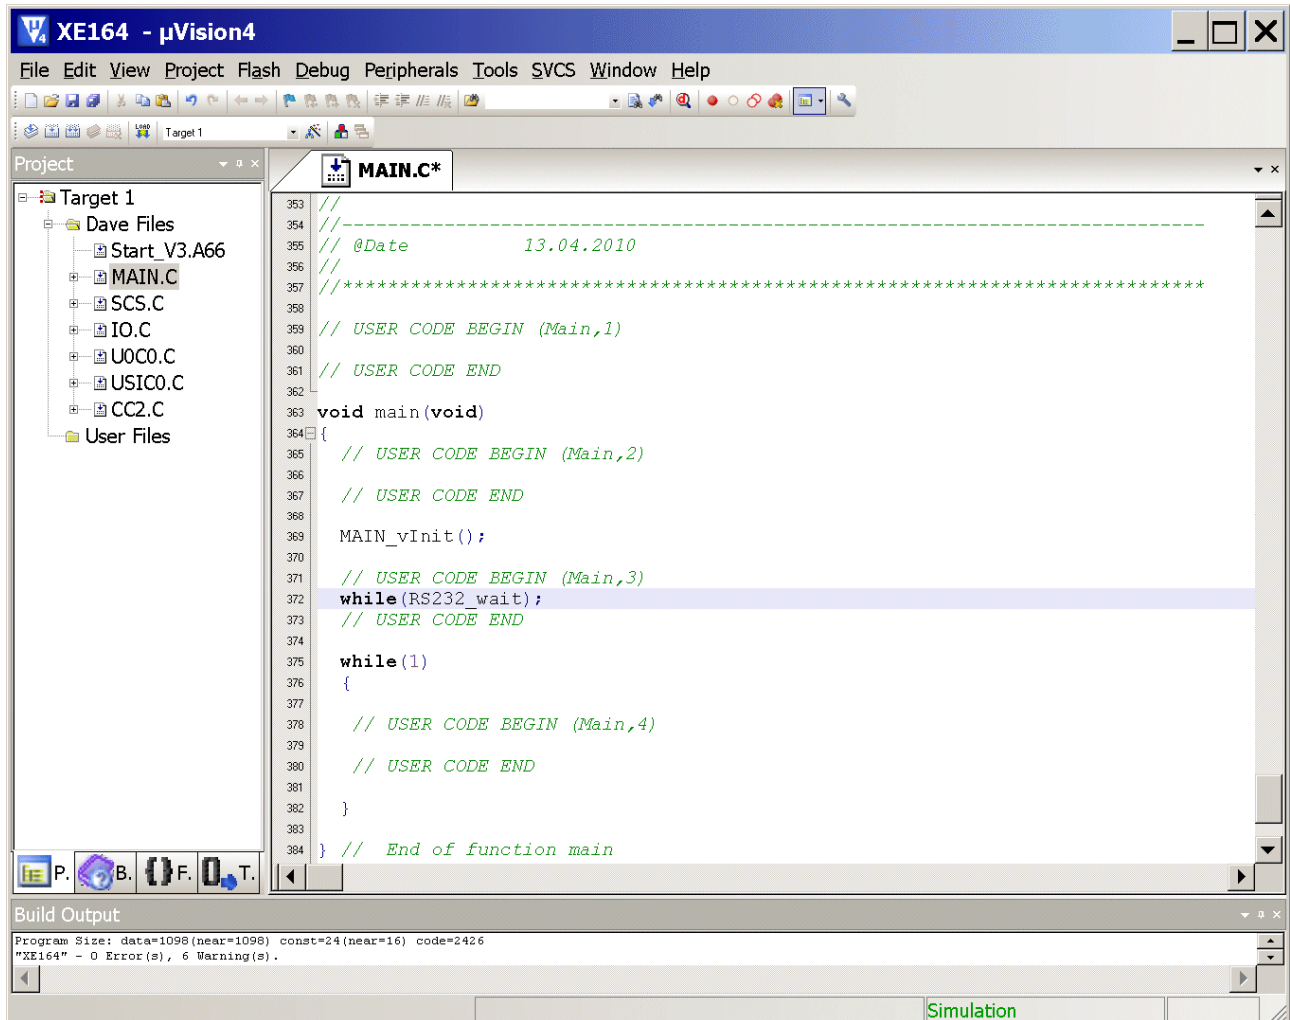 XE164 - µVision4
File Edit View Project Flash Debug Peripherals Tools SVCS Window Help
Target 1
Project
MAIN.C*
Target 1
Dave Files
Start_V3.A66
MAIN.C
SCS.C
IO.C
U0C0.C
USIC0.C
CC2.C
User Files
353 //
354 //----------------------------------------------------------------------------
355 // @Date 13.04.2010
356 //
357 //****************************************************************************
358
359 // USER CODE BEGIN (Main,1)
360
361 // USER CODE END
362
363 void main(void)
364 {
365 // USER CODE BEGIN (Main,2)
366
367 // USER CODE END
368
369 MAIN_vInit();
370
371 // USER CODE BEGIN (Main,3)
372 while(RS232_wait);
373 // USER CODE END
374
375 while(1)
376 {
377
378 // USER CODE BEGIN (Main,4)
379
380 // USER CODE END
381
382 }
383
384 } // End of function main
P. B. F. T.
Build Output
Program Size: data=1098(near=1098) const=24(near=16) code=2426
"XE164" - 0 Error(s), 6 Warning(s).
Simulation